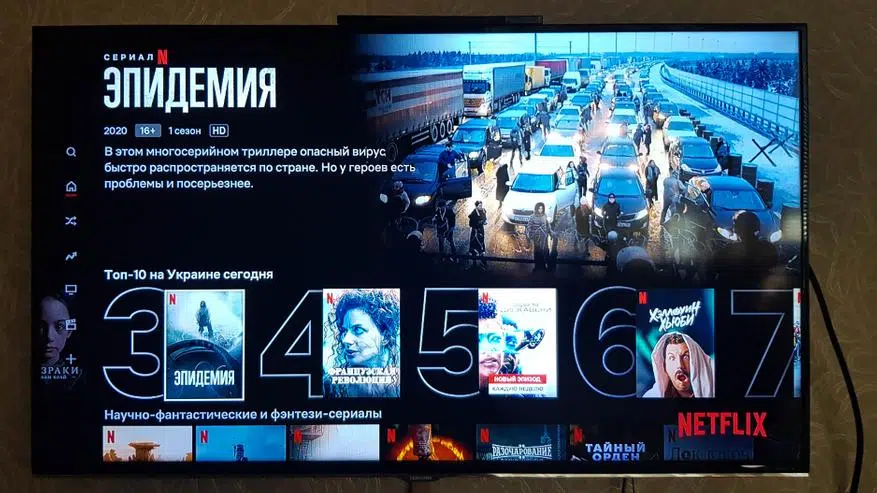 СЕРИАЛ N
ЭПИДЕМИЯ
2020 16+ 1 сезон HD
В этом многосерийном триллере опасный вирус
быстро распространяется по стране. Но у героев есть
проблемы и посерьезнее.
Топ-10 на Украине сегодня
3
N
ЭПИДЕМИЯ
4
N
ФРАНЦУЗСКАЯ
РЕВОЛЮЦИЯ
5
N
НОВЫЙ ЭПИЗОД
КАЖДУЮ НЕДЕЛЮ
6
N
ХЭЛЛОУИН
ХЬЮБИ
7
N
ЗРАКИ
Научно-фантастические и фэнтези-сериалы
NETFLIX
N
N
N
N
N
РАЗОЧАРОВАНИЕ
N
ТАЙНЫЙ
ОРДЕН
N